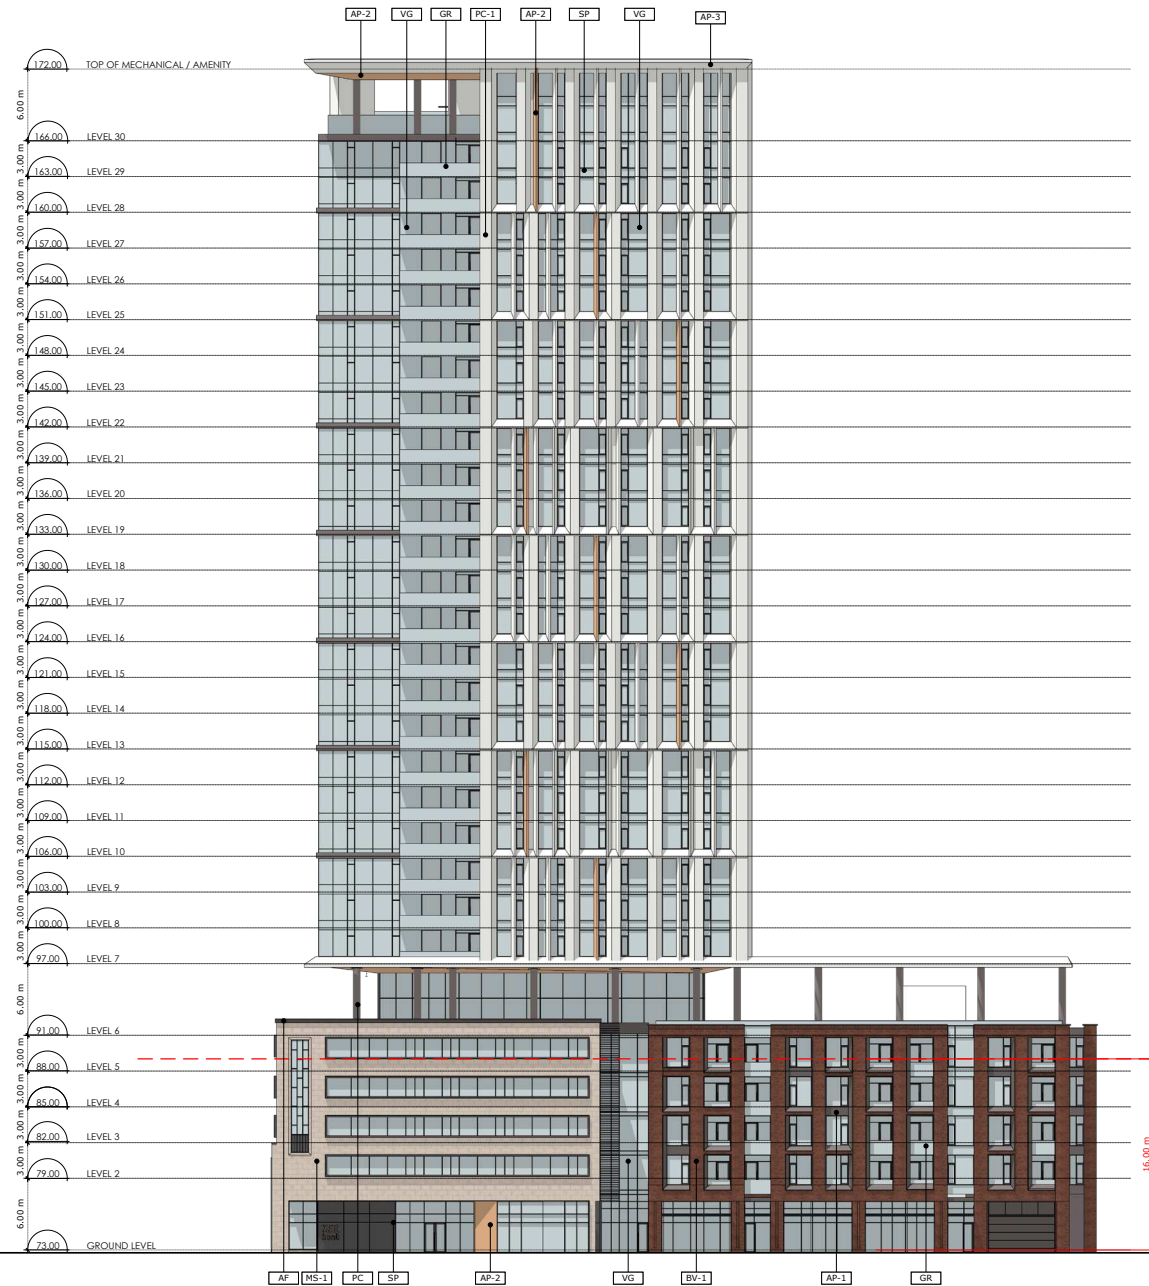 AP-2 VG GR PC-1 AP-2 SP VG AP-3
172.00 TOP OF MECHANICAL / AMENITY
6.00 m
166.00 LEVEL 30
3.00 m
163.00 LEVEL 29
3.00 m
160.00 LEVEL 28
3.00 m
157.00 LEVEL 27
3.00 m
154.00 LEVEL 26
3.00 m
151.00 LEVEL 25
3.00 m
148.00 LEVEL 24
3.00 m
145.00 LEVEL 23
3.00 m
142.00 LEVEL 22
3.00 m
139.00 LEVEL 21
3.00 m
136.00 LEVEL 20
3.00 m
133.00 LEVEL 19
3.00 m
130.00 LEVEL 18
3.00 m
127.00 LEVEL 17
3.00 m
124.00 LEVEL 16
3.00 m
121.00 LEVEL 15
3.00 m
118.00 LEVEL 14
3.00 m
115.00 LEVEL 13
3.00 m
112.00 LEVEL 12
3.00 m
109.00 LEVEL 11
3.00 m
106.00 LEVEL 10
3.00 m
103.00 LEVEL 9
3.00 m
100.00 LEVEL 8
3.00 m
97.00 LEVEL 7
6.00 m
91.00 LEVEL 6
3.00 m
88.00 LEVEL 5
3.00 m
85.00 LEVEL 4
3.00 m
82.00 LEVEL 3
3.00 m
79.00 LEVEL 2
16.00 m
6.00 m
73.00 GROUND LEVEL
AF MS-1 PC SP AP-2 VG BV-1 AP-1 GR